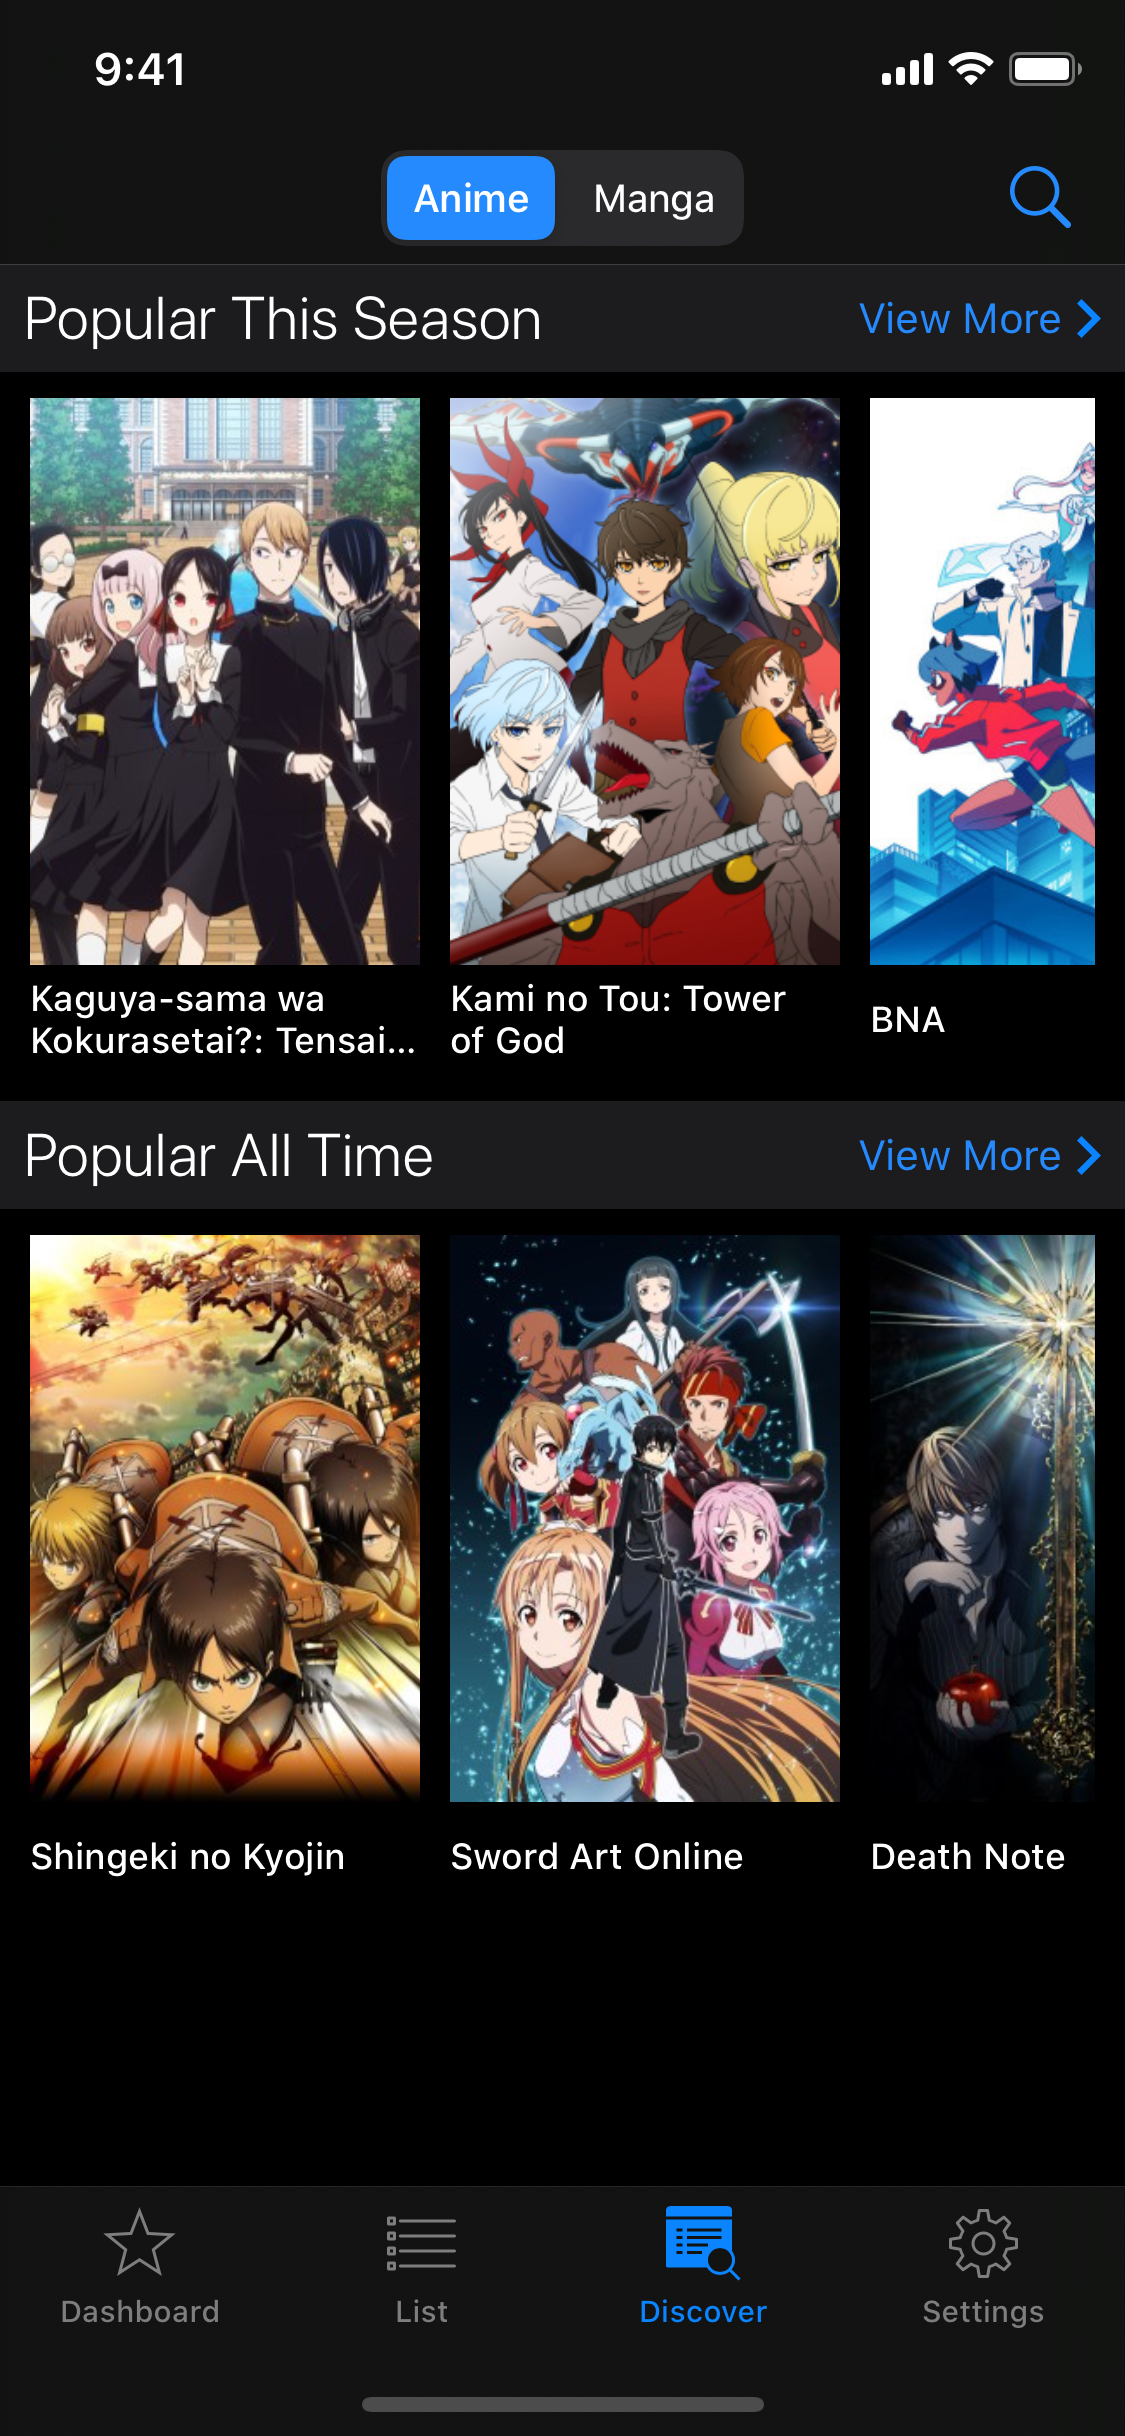 9:41
Anime
Manga
Popular This Season
View More
Kaguya-sama wa
Kokurasetai?: Tensai...
Kami no Tou: Tower
of God
BNA
Popular All Time
View More
Shingeki no Kyojin
Sword Art Online
Death Note
Dashboard
List
Discover
Settings